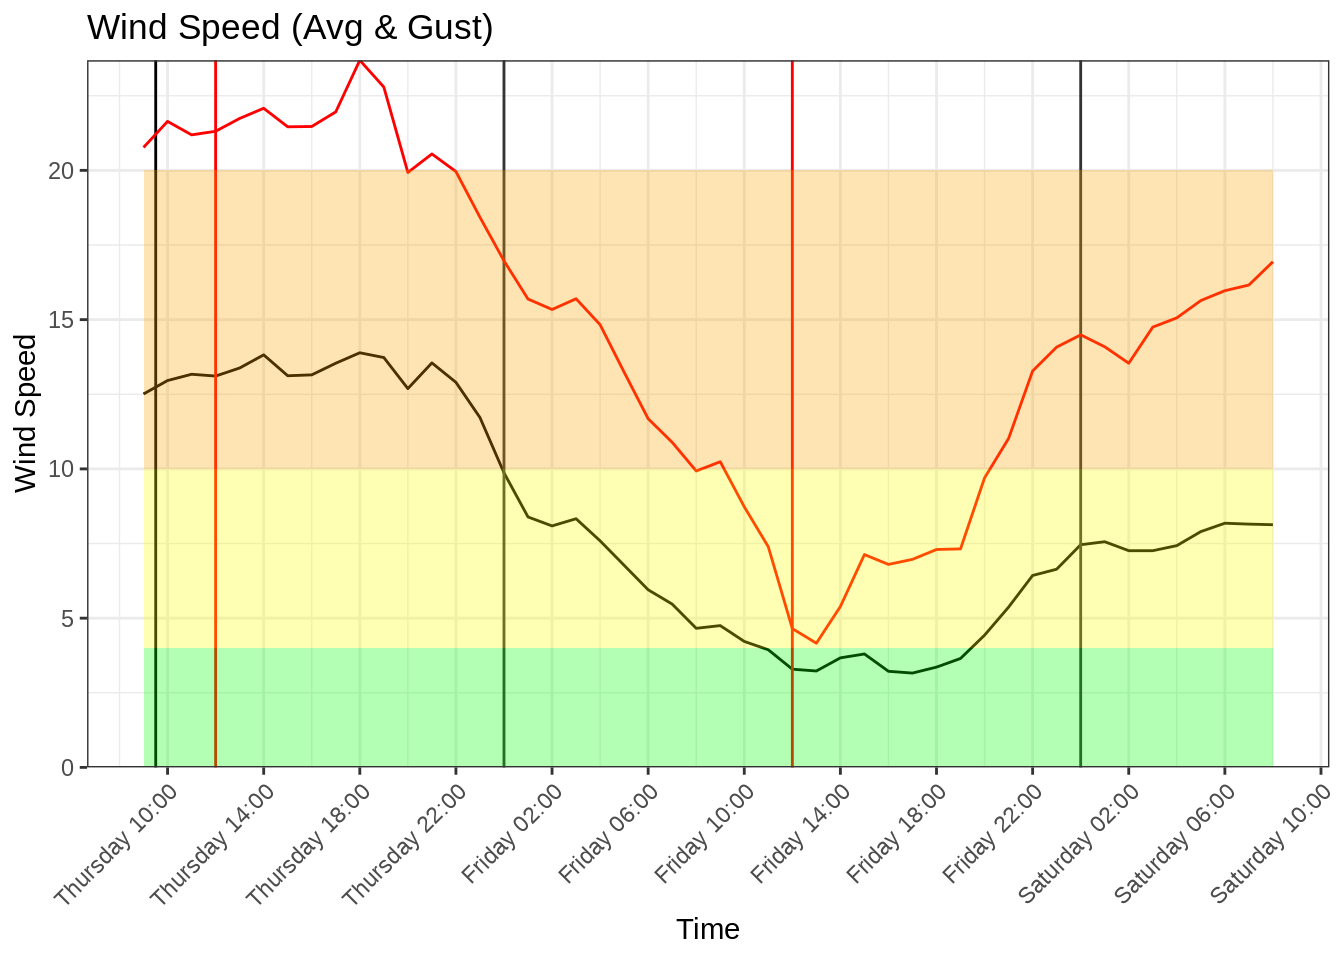 Wind Speed (Avg & Gust)
Wind Speed
20
15
10
5
0
Thursday 10:00
Thursday 14:00
Thursday 18:00
Thursday 22:00
Friday 02:00
Friday 06:00
Friday 10:00
Friday 14:00
Friday 18:00
Friday 22:00
Saturday 02:00
Saturday 06:00
Saturday 10:00
Time